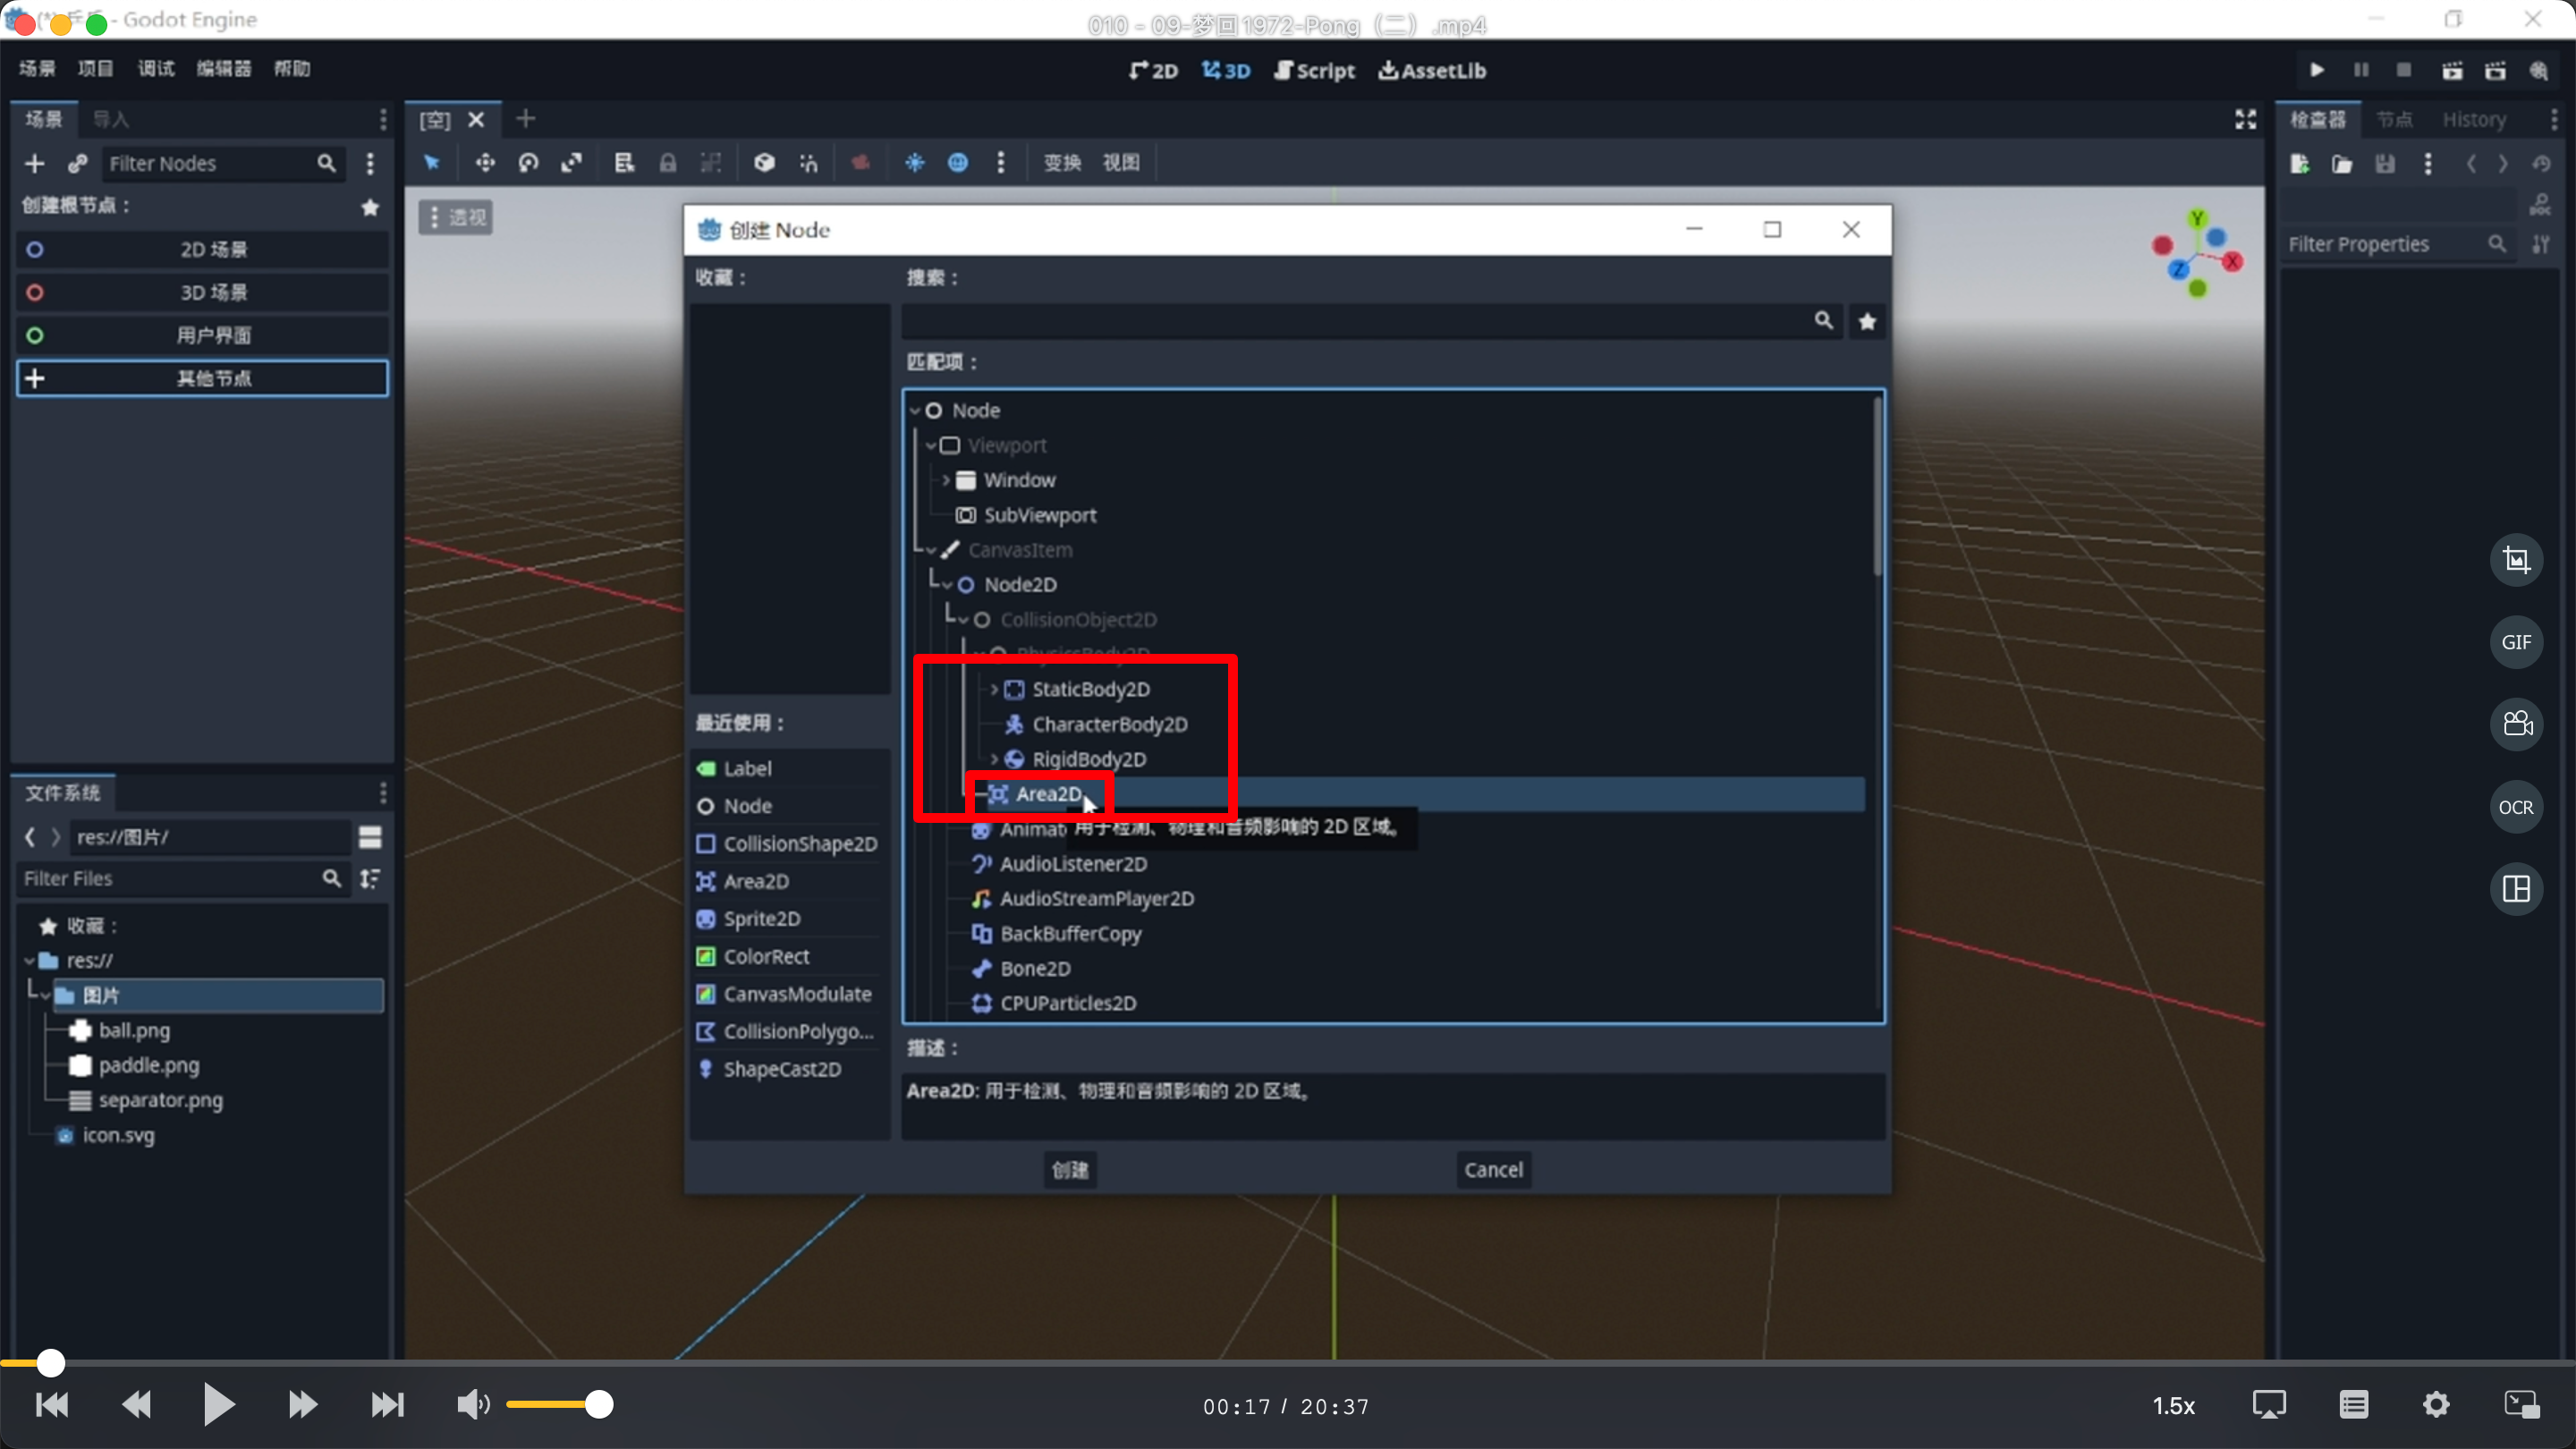 (*) 乒乓 - Godot Engine
010 - 09-梦回1972-Pong（二）.mp4
场景 项目 调试 编辑器 帮助
2D 3D Script AssetLib
场景 导入
[空]
检查器 节点 History
Filter Nodes
变换 视图
创建根节点：
透视
Y
X
Z
DOC
Filter Properties
2D 场景
3D 场景
用户界面
其他节点
创建 Node
收藏：
搜索：
匹配项：
Node
Viewport
Window
SubViewport
CanvasItem
Node2D
CollisionObject2D
PhysicsBody2D
StaticBody2D
CharacterBody2D
RigidBody2D
Area2D
用于检测、物理和音频影响的 2D 区域。
Animat
AudioListener2D
AudioStreamPlayer2D
BackBufferCopy
Bone2D
CPUParticles2D
最近使用：
Label
Node
CollisionShape2D
Area2D
Sprite2D
ColorRect
CanvasModulate
CollisionPolygo...
ShapeCast2D
描述：
Area2D: 用于检测、物理和音频影响的 2D 区域。
创建
Cancel
文件系统
res://图片/
Filter Files
收藏：
res://
图片
ball.png
paddle.png
separator.png
icon.svg
GIF
OCR
00:17 / 20:37
1.5x